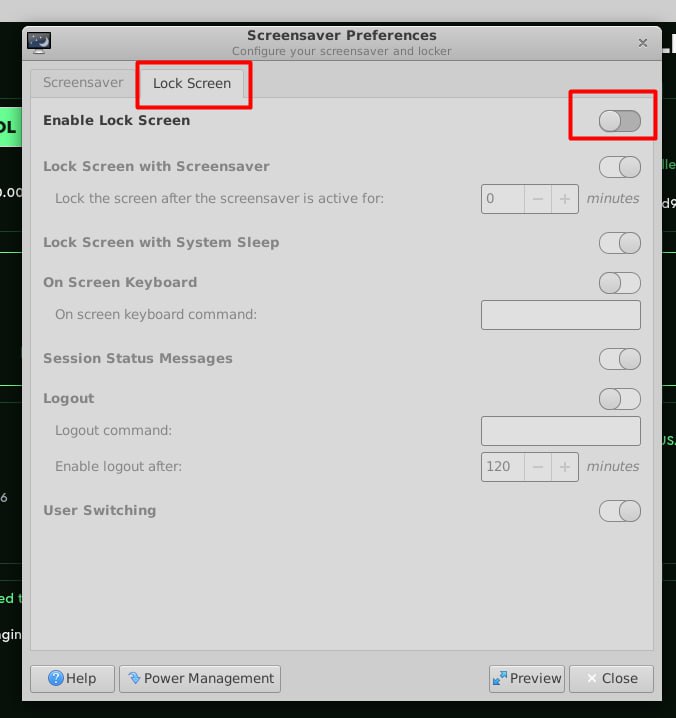 Screensaver Preferences
Configure your screensaver and locker
Screensaver Lock Screen
OL
Enable Lock Screen
Lock Screen with Screensaver
Lock the screen after the screensaver is active for: 0 minutes
Lock Screen with System Sleep
On Screen Keyboard
On screen keyboard command:
Session Status Messages
Logout
Logout command:
Enable logout after: 120 minutes
6
User Switching
ed t
Help Power Management Preview Close